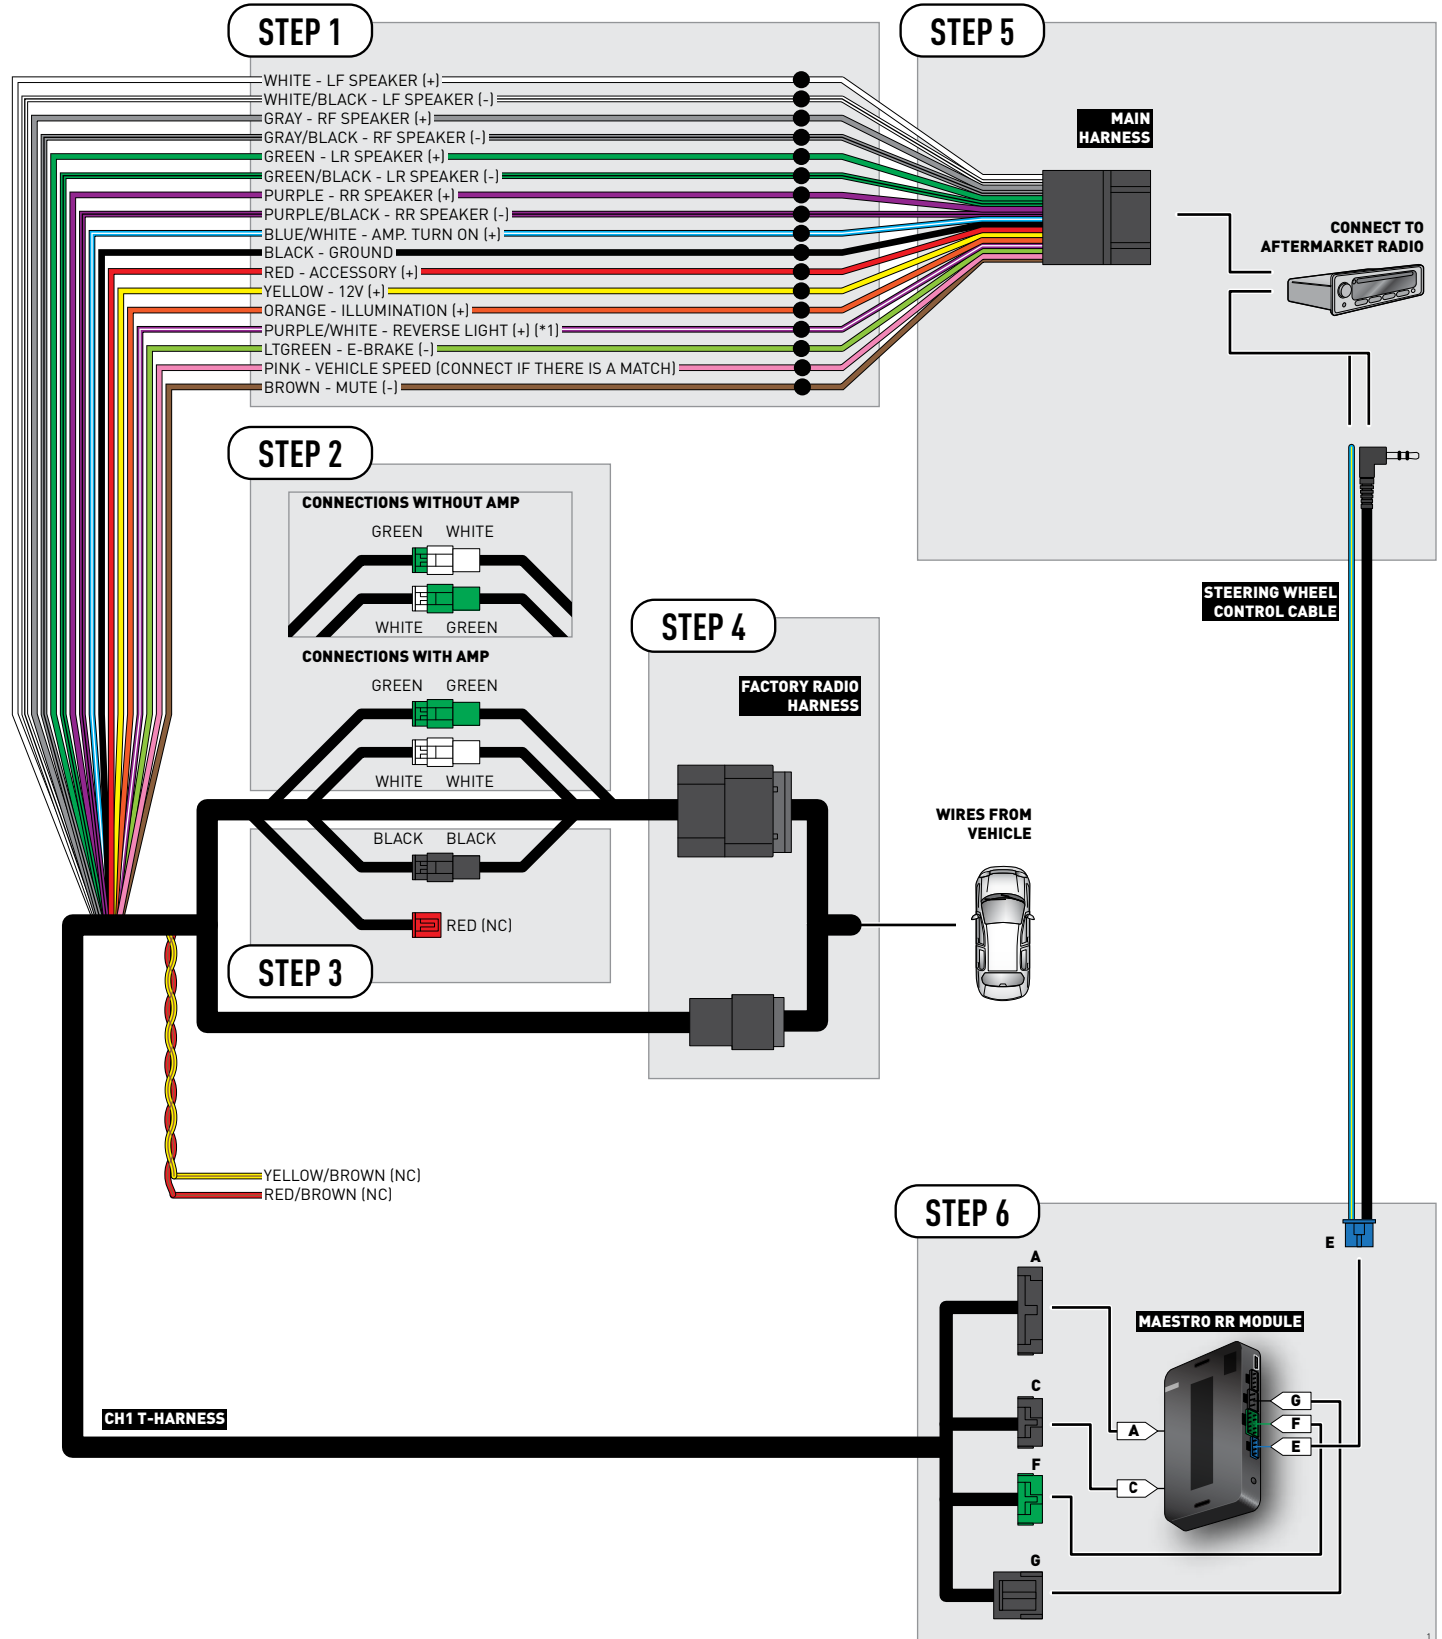 STEP 1
WHITE - LF SPEAKER (+)
WHITE/BLACK - LF SPEAKER (-)
GRAY - RF SPEAKER (+)
GRAY/BLACK - RF SPEAKER (-)
GREEN - LR SPEAKER (+)
GREEN/BLACK - LR SPEAKER (-)
PURPLE - RR SPEAKER (+)
PURPLE/BLACK - RR SPEAKER (-)
BLUE/WHITE - AMP. TURN ON (+)
BLACK - GROUND
RED - ACCESSORY (+)
YELLOW - 12V (+)
ORANGE - ILLUMINATION (+)
PURPLE/WHITE - REVERSE LIGHT (+) (*1)
LTGREEN - E-BRAKE (-)
PINK - VEHICLE SPEED (CONNECT IF THERE IS A MATCH)
BROWN - MUTE (-)
STEP 5
MAIN
HARNESS
CONNECT TO
AFTERMARKET RADIO
STEP 2
CONNECTIONS WITHOUT AMP
GREEN WHITE
WHITE GREEN
CONNECTIONS WITH AMP
GREEN GREEN
WHITE WHITE
BLACK BLACK
RED (NC)
STEP 3
STEP 4
FACTORY RADIO
HARNESS
WIRES FROM
VEHICLE
STEERING WHEEL
CONTROL CABLE
YELLOW/BROWN (NC)
RED/BROWN (NC)
CH1 T-HARNESS
STEP 6
E
A
C
F
G
MAESTRO RR MODULE
A
C
G
F
E
1